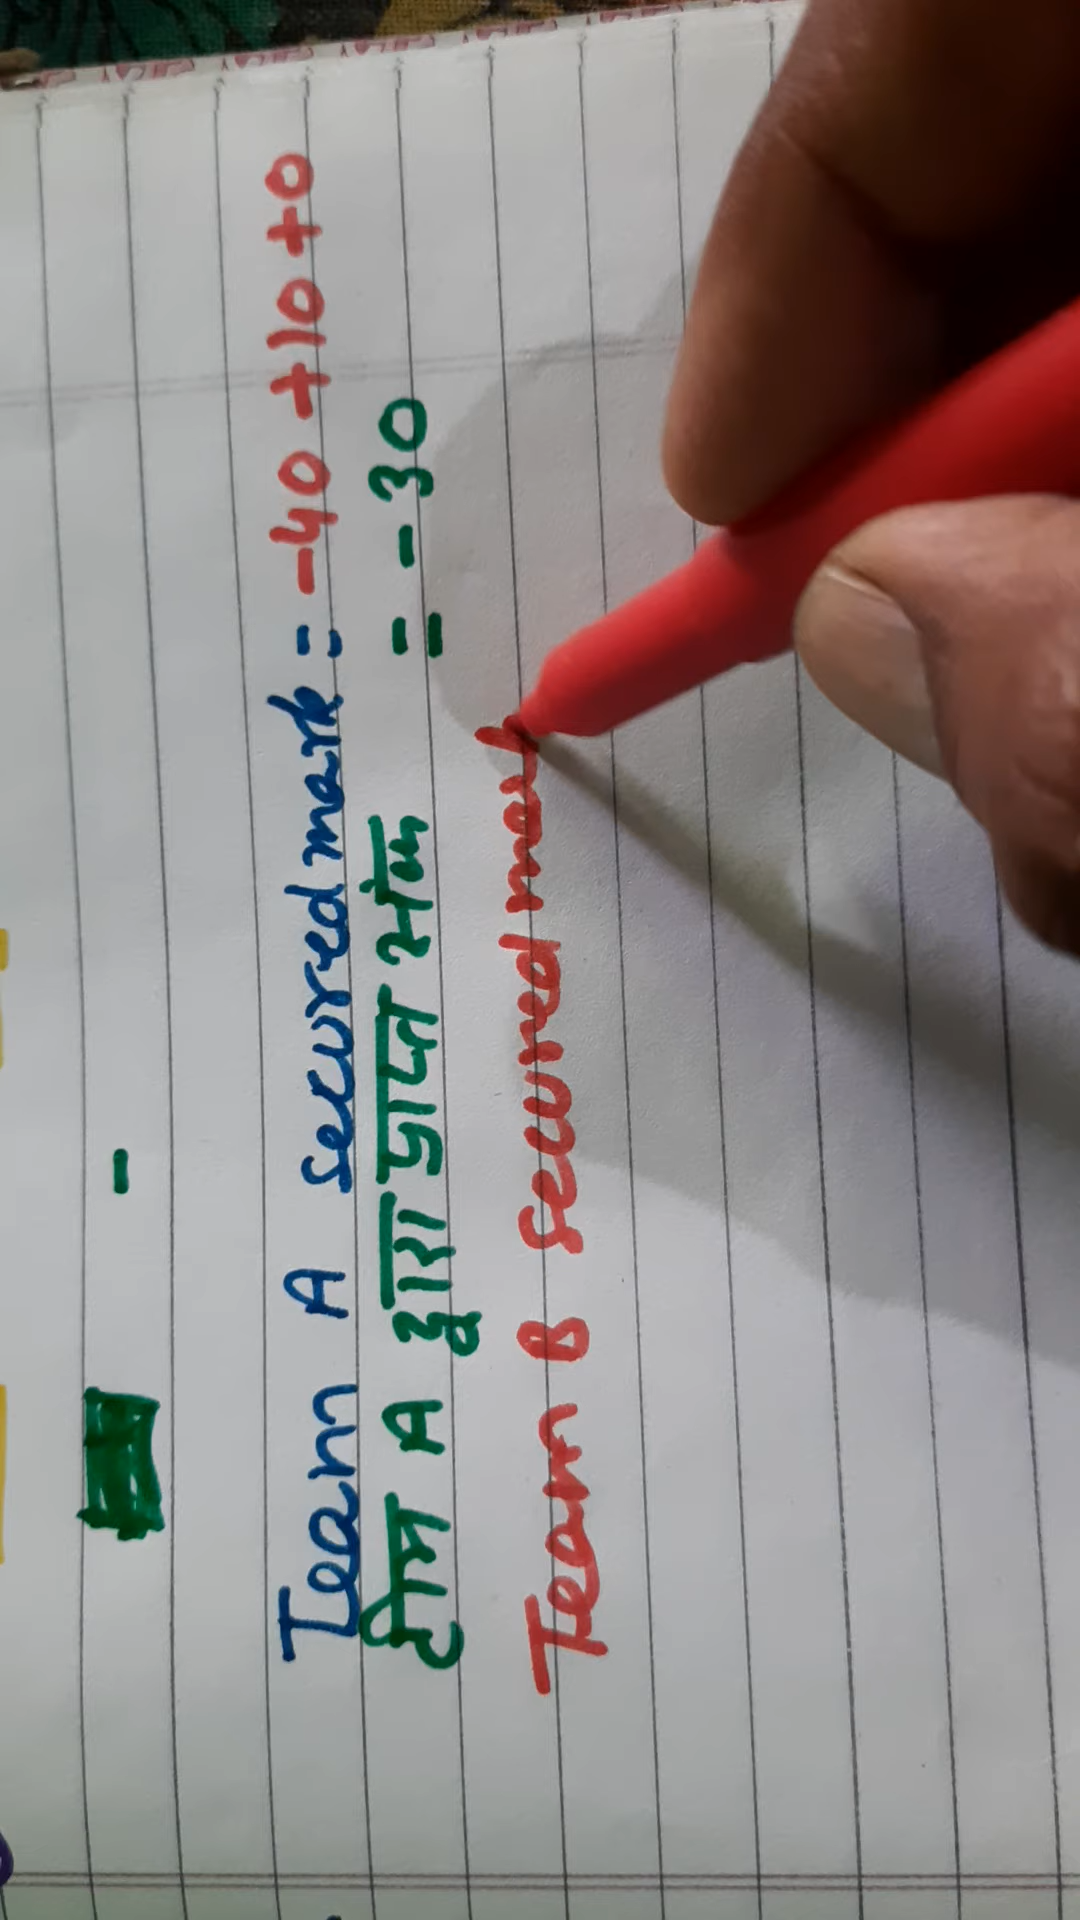 Team A secured mark = -40 +10 +0
टीम A द्वारा प्राप्त अंक = -30
Team B secured mark